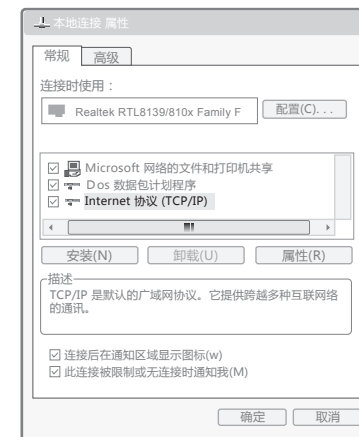 本地连接 属性
常规 高级
连接时使用：
Realtek RTL8139/810x Family F 配置(C)...
Microsoft 网络的文件和打印机共享
Dos 数据包计划程序
Internet 协议 (TCP/IP)
安装(N) 卸载(U) 属性(R)
描述
TCP/IP 是默认的广域网协议。它提供跨越多种互联网络
的通讯。
连接后在通知区域显示图标(w)
此连接被限制或无连接时通知我(M)
确定 取消